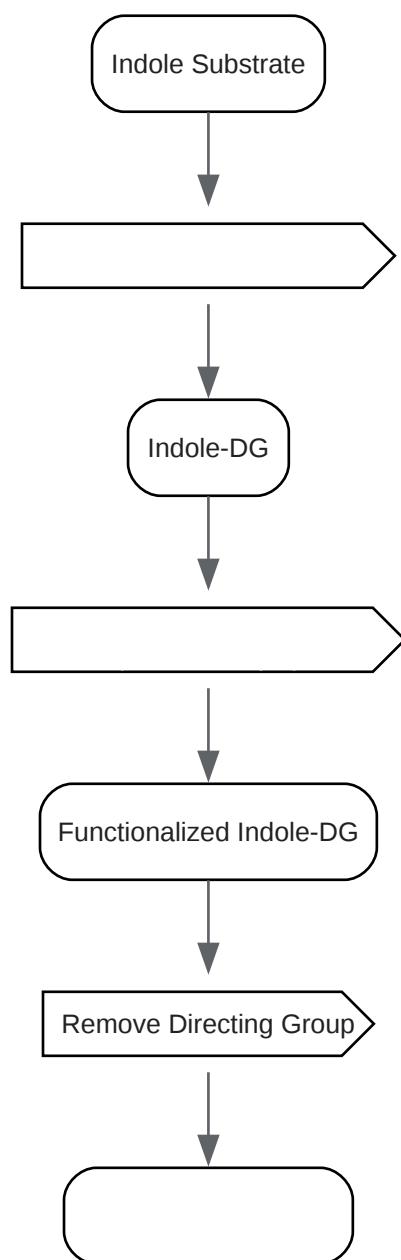 Indole Substrate
Indole-DG
Functionalized Indole-DG
Remove Directing Group